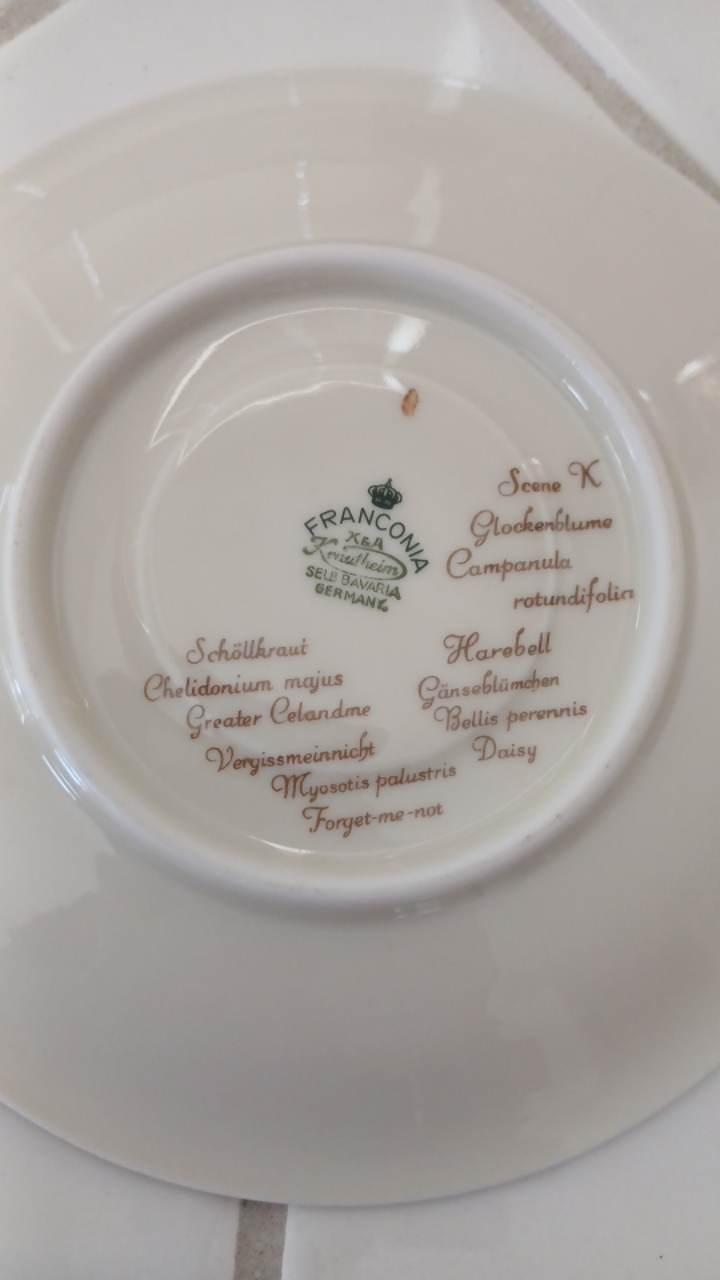 FRANCONIA
K&A
Krautheim
SELB BAVARIA
GERMANY
Scene K
Glockenblume
Campanula
rotundifolia
Harebell
Gänseblümchen
Bellis perennis
Daisy
Schöllkraut
Chelidonium majus
Greater Celandine
Vergissmeinnicht
Myosotis palustris
Forget-me-not